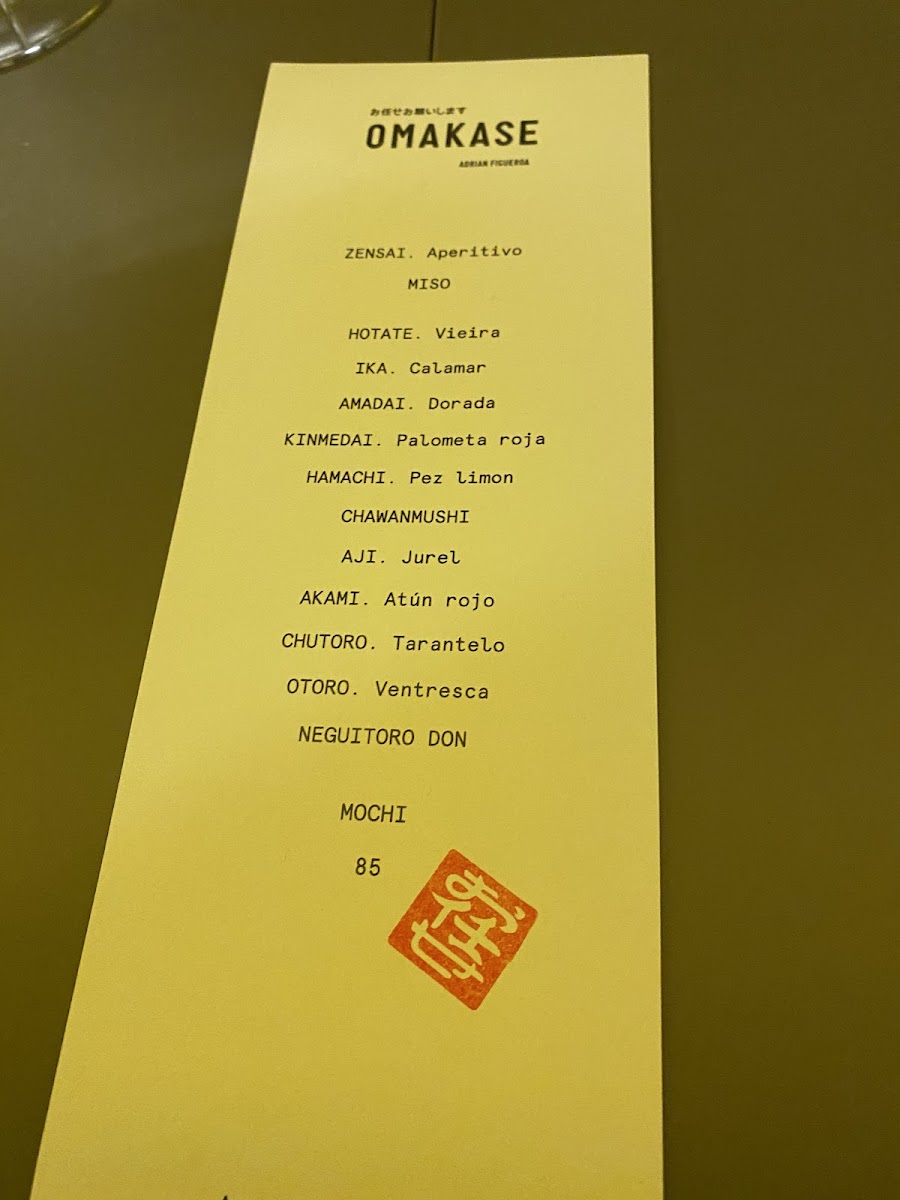 お任せお願いします
OMAKASE
ADRIAN FIGUEROA
ZENSAI. Aperitivo
MISO
HOTATE. Vieira
IKA. Calamar
AMADAI. Dorada
KINMEDAI. Palometa roja
HAMACHI. Pez limon
CHAWANMUSHI
AJI. Jurel
AKAMI. Atún rojo
CHUTORO. Tarantelo
OTORO. Ventresca
NEGUITORO DON
MOCHI
85